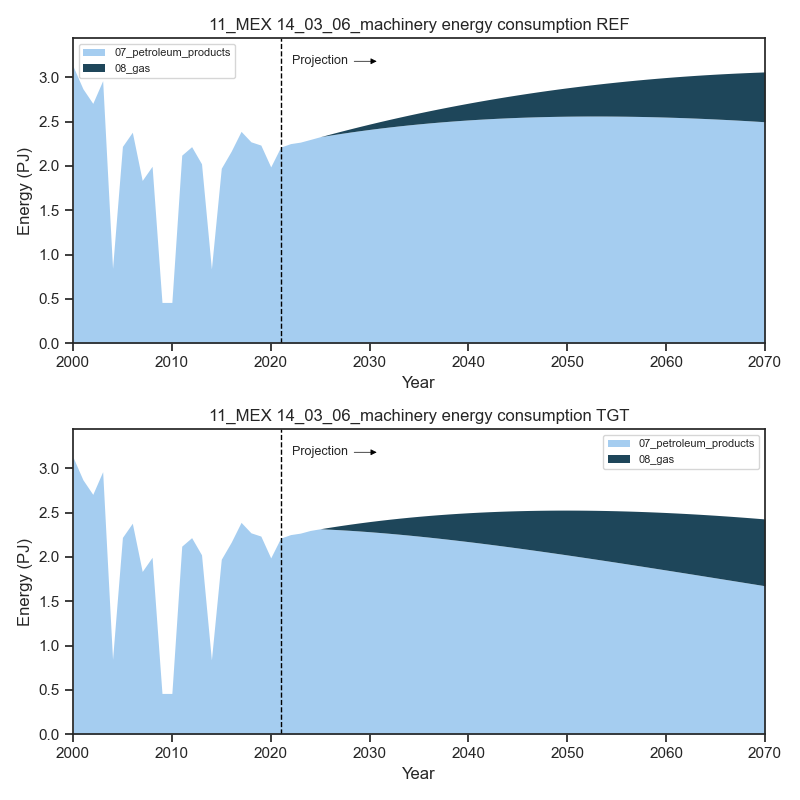 11_MEX 14_03_06_machinery energy consumption REF
07_petroleum_products
08_gas
Projection
Energy (PJ)
3.0
2.5
2.0
1.5
1.0
0.5
0.0
2000 2010 2020 2030 2040 2050 2060 2070
Year
11_MEX 14_03_06_machinery energy consumption TGT
Projection
07_petroleum_products
08_gas
Energy (PJ)
3.0
2.5
2.0
1.5
1.0
0.5
0.0
2000 2010 2020 2030 2040 2050 2060 2070
Year